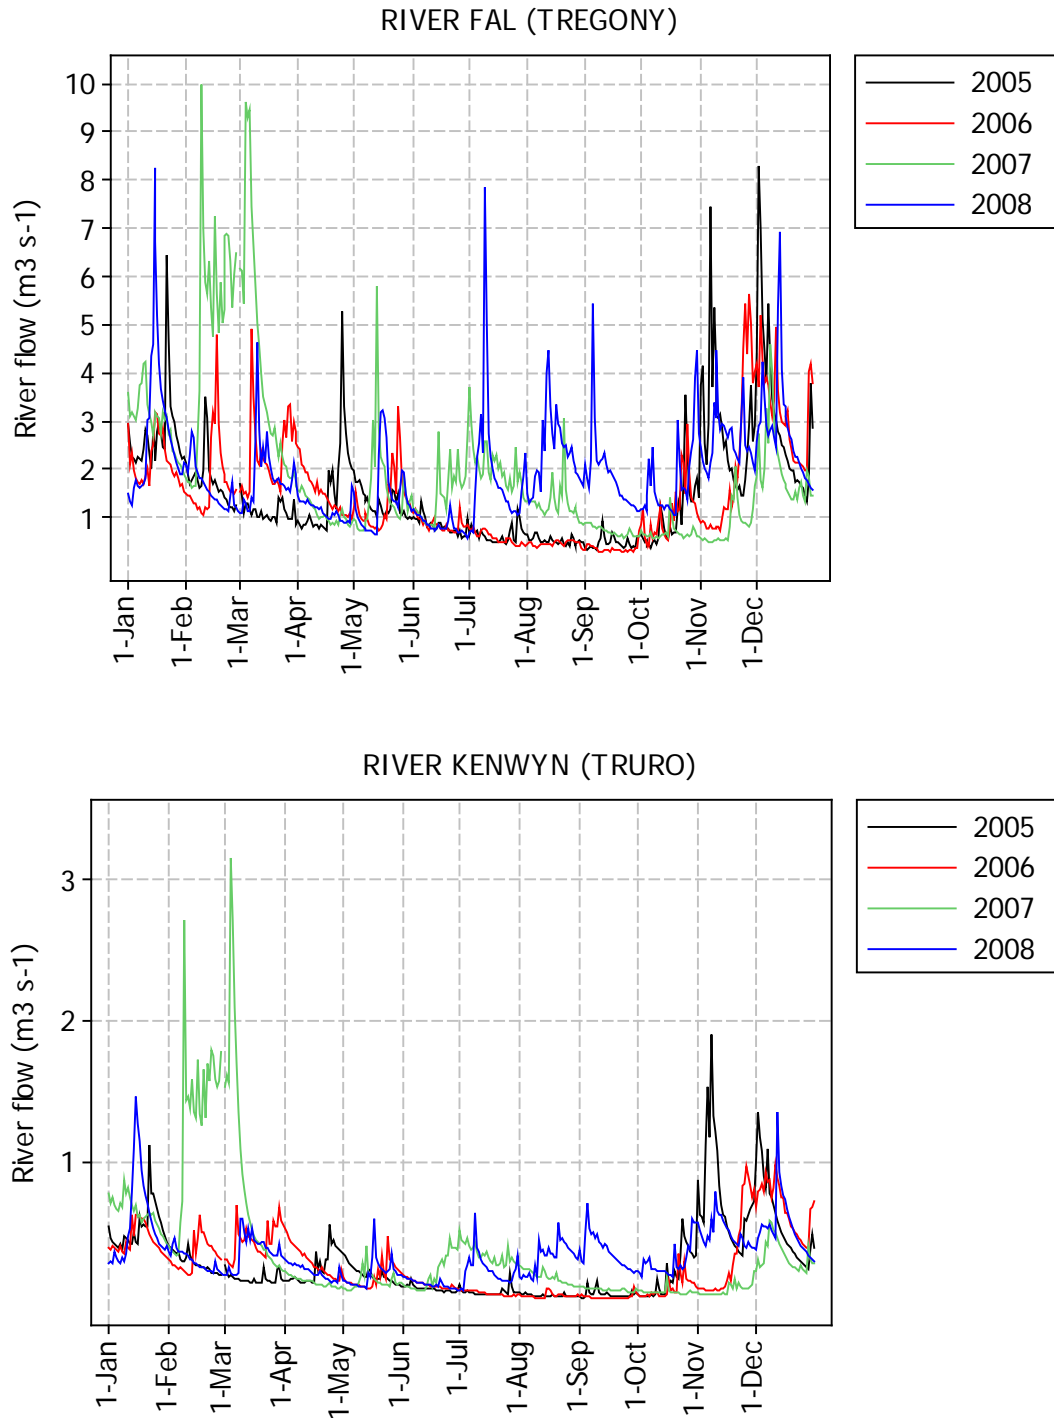 RIVER FAL (TREGONY)
River flow (m3 s-1)
10
9
8
7
6
5
4
3
2
1
1-Jan
1-Feb
1-Mar
1-Apr
1-May
1-Jun
1-Jul
1-Aug
1-Sep
1-Oct
1-Nov
1-Dec
2005
2006
2007
2008
RIVER KENWYN (TRURO)
River flow (m3 s-1)
3
2
1
1-Jan
1-Feb
1-Mar
1-Apr
1-May
1-Jun
1-Jul
1-Aug
1-Sep
1-Oct
1-Nov
1-Dec
2005
2006
2007
2008